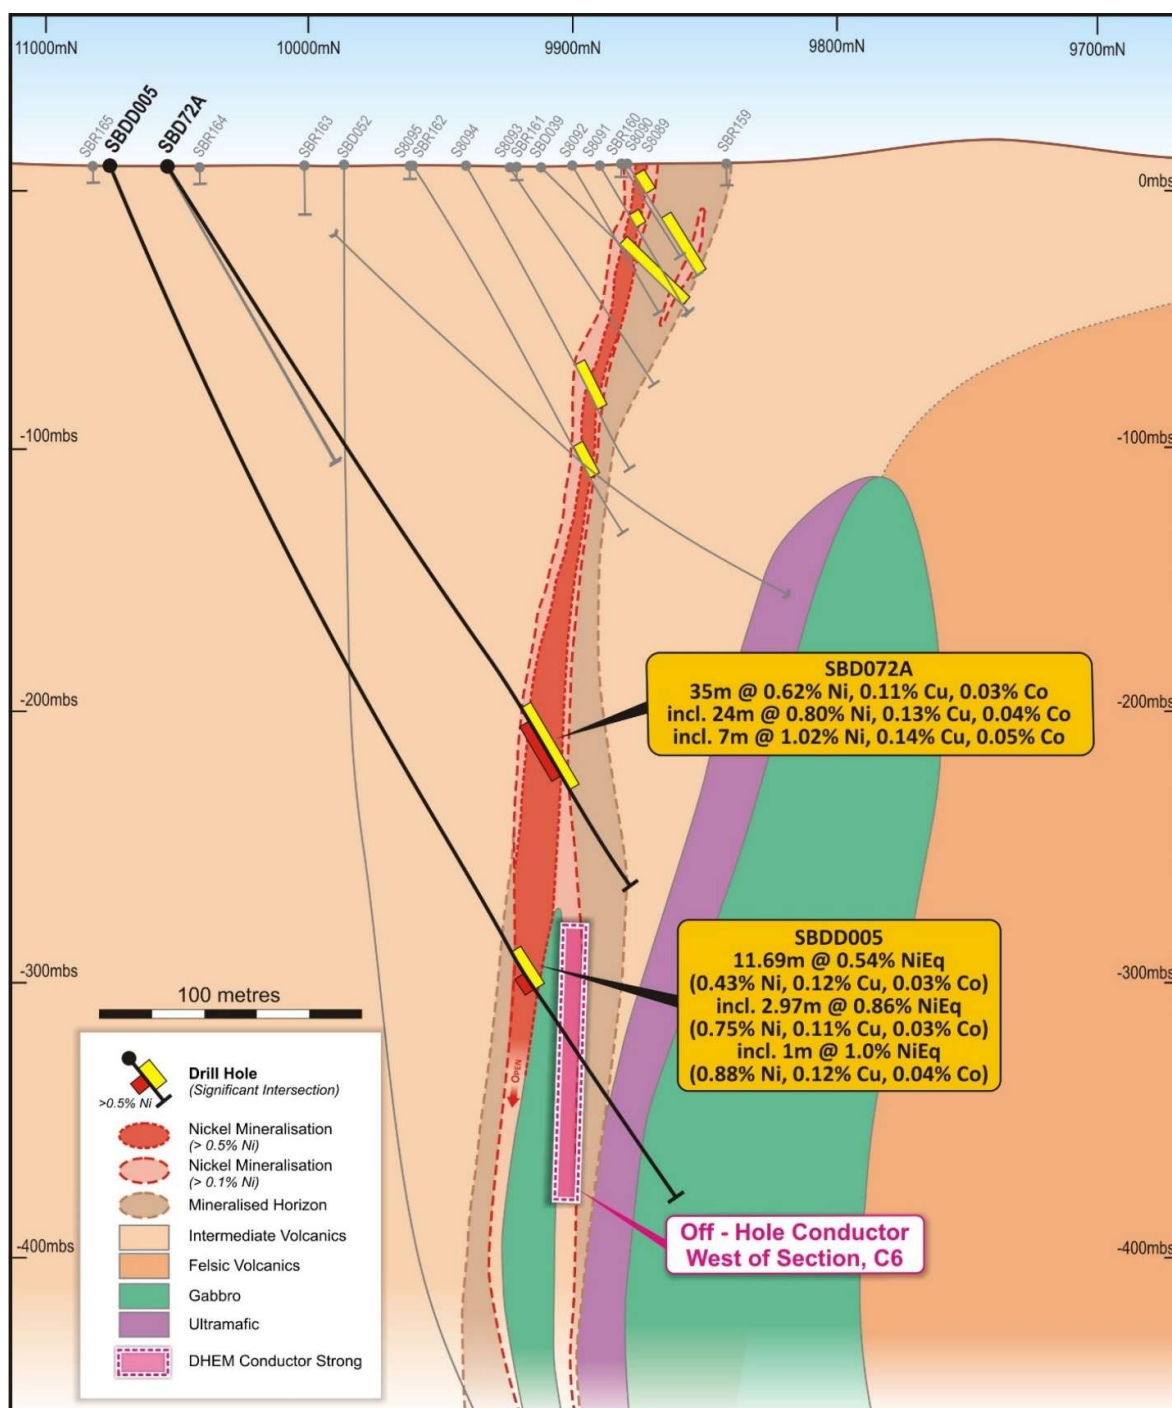 11000mN
10000mN
9900mN
9800mN
9700mN
SBR165
SBDD005
SBD72A
SBR164
SBR163
SBD052
S8095
SBR162
S8094
S8093
SBR161
SBD039
S8092
S8091
SBR160
S8090
S8089
SBR159
0mbs
-100mbs
-100mbs
-200mbs
-200mbs
-300mbs
-300mbs
-400mbs
-400mbs
SBD072A
35m @ 0.62% Ni, 0.11% Cu, 0.03% Co
incl. 24m @ 0.80% Ni, 0.13% Cu, 0.04% Co
incl. 7m @ 1.02% Ni, 0.14% Cu, 0.05% Co
SBDD005
11.69m @ 0.54% NiEq
(0.43% Ni, 0.12% Cu, 0.03% Co)
incl. 2.97m @ 0.86% NiEq
(0.75% Ni, 0.11% Cu, 0.03% Co)
incl. 1m @ 1.0% NiEq
(0.88% Ni, 0.12% Cu, 0.04% Co)
OPEN
Off - Hole Conductor
West of Section, C6
100 metres
Drill Hole
(Significant Intersection)
>0.5% Ni
Nickel Mineralisation
(> 0.5% Ni)
Nickel Mineralisation
(> 0.1% Ni)
Mineralised Horizon
Intermediate Volcanics
Felsic Volcanics
Gabbro
Ultramafic
DHEM Conductor Strong